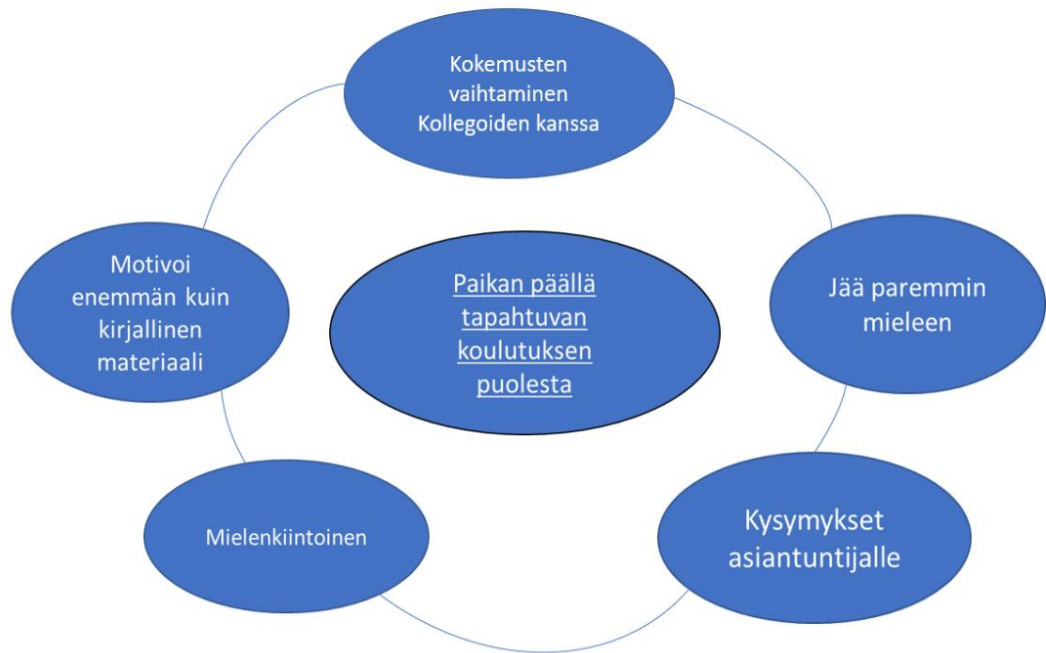 Kokemusten
vaihtaminen
Kollegoiden kanssa
Motivoi
enemmän kuin
kirjallinen
materiaali
Paikan päällä
tapahtuvan
koulutuksen
puolesta
Jää paremmin
mieleen
Mielenkiintoinen
Kysymykset
asiantuntijalle